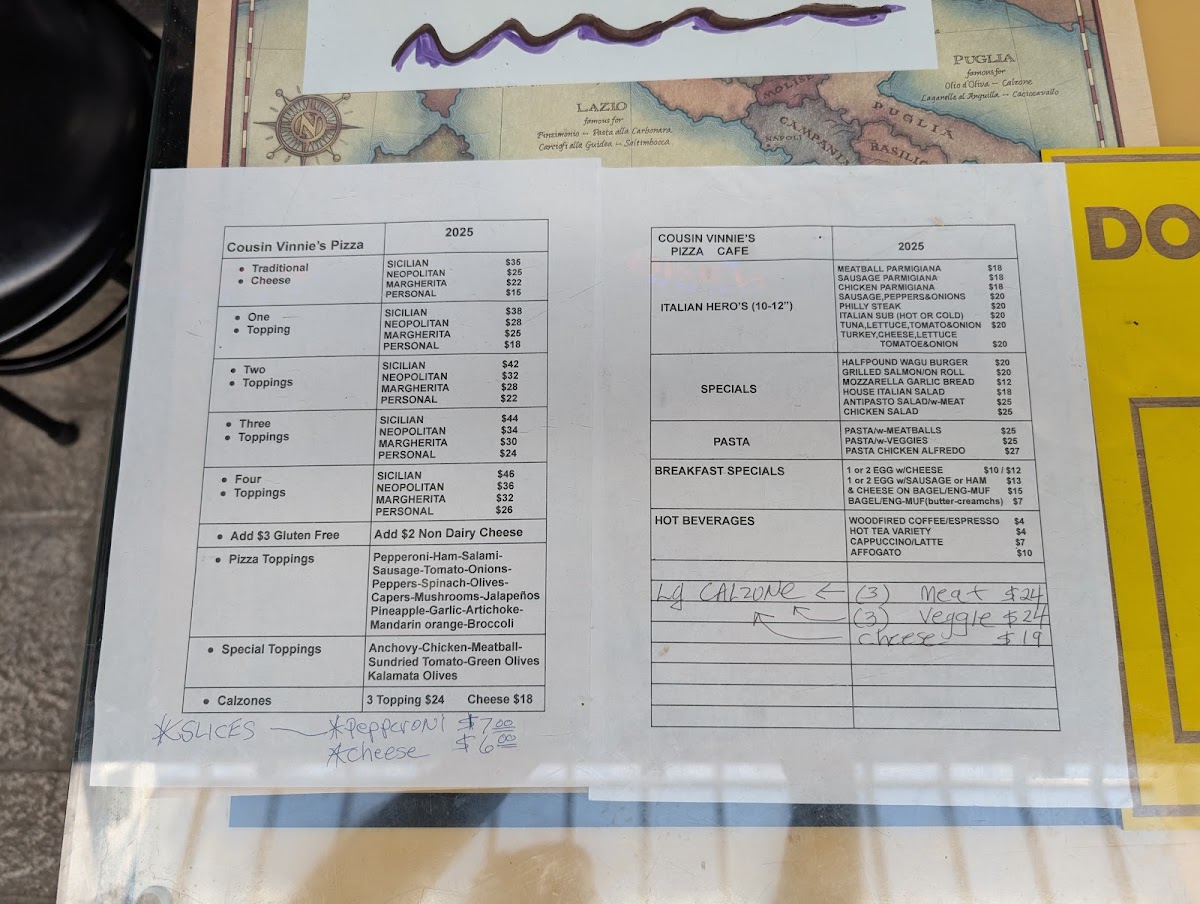 PUGLIA
famous for
Olio d'Oliva -- Calzone
Laganelle al Anguilla -- Caciocavallo
LAZIO
famous for
Pinzimonio -- Pasta alla Carbonara
Carciofi alla Guidea -- Saltimbocca
N
MOLISE
CAMPANIA
NAPOLI
PUGLIA
BASILIC
DO
Cousin Vinnie's Pizza 2025
• Traditional
• Cheese
SICILIAN $35
NEOPOLITAN $25
MARGHERITA $22
PERSONAL $15
• One
• Topping
SICILIAN $38
NEOPOLITAN $28
MARGHERITA $25
PERSONAL $18
• Two
• Toppings
SICILIAN $42
NEOPOLITAN $32
MARGHERITA $28
PERSONAL $22
• Three
• Toppings
SICILIAN $44
NEOPOLITAN $34
MARGHERITA $30
PERSONAL $24
• Four
• Toppings
SICILIAN $46
NEOPOLITAN $36
MARGHERITA $32
PERSONAL $26
• Add $3 Gluten Free Add $2 Non Dairy Cheese
• Pizza Toppings
Pepperoni-Ham-Salami-
Sausage-Tomato-Onions-
Peppers-Spinach-Olives-
Capers-Mushrooms-Jalapeños
Pineapple-Garlic-Artichoke-
Mandarin orange-Broccoli
• Special Toppings
Anchovy-Chicken-Meatball-
Sundried Tomato-Green Olives
Kalamata Olives
• Calzones 3 Topping $24 Cheese $18
*SLICES — *Pepperoni $7.00
*cheese $6.00
COUSIN VINNIE'S
PIZZA CAFE
2025
ITALIAN HERO'S (10-12")
MEATBALL PARMIGIANA $18
SAUSAGE PARMIGIANA $18
CHICKEN PARMIGIANA $18
SAUSAGE,PEPPERS&ONIONS $20
PHILLY STEAK $20
ITALIAN SUB (HOT OR COLD) $20
TUNA,LETTUCE,TOMATO&ONION $20
TURKEY,CHEESE,LETTUCE
TOMATOE&ONION $20
SPECIALS
HALFPOUND WAGU BURGER $20
GRILLED SALMON/ON ROLL $20
MOZZARELLA GARLIC BREAD $12
HOUSE ITALIAN SALAD $18
ANTIPASTO SALAD/w-MEAT $25
CHICKEN SALAD $25
PASTA
PASTA/w-MEATBALLS $25
PASTA/w-VEGGIES $25
PASTA CHICKEN ALFREDO $27
BREAKFAST SPECIALS
1 or 2 EGG w/CHEESE $10 / $12
1 or 2 EGG w/SAUSAGE or HAM $13
& CHEESE ON BAGEL/ENG-MUF $15
BAGEL/ENG-MUF(butter-creamchs) $7
HOT BEVERAGES
WOODFIRED COFFEE/ESPRESSO $4
HOT TEA VARIETY $4
CAPPUCCINO/LATTE $7
AFFOGATO $10
Lg CALZONE ← (3) Meat $24
(3) Veggie $24
cheese $19